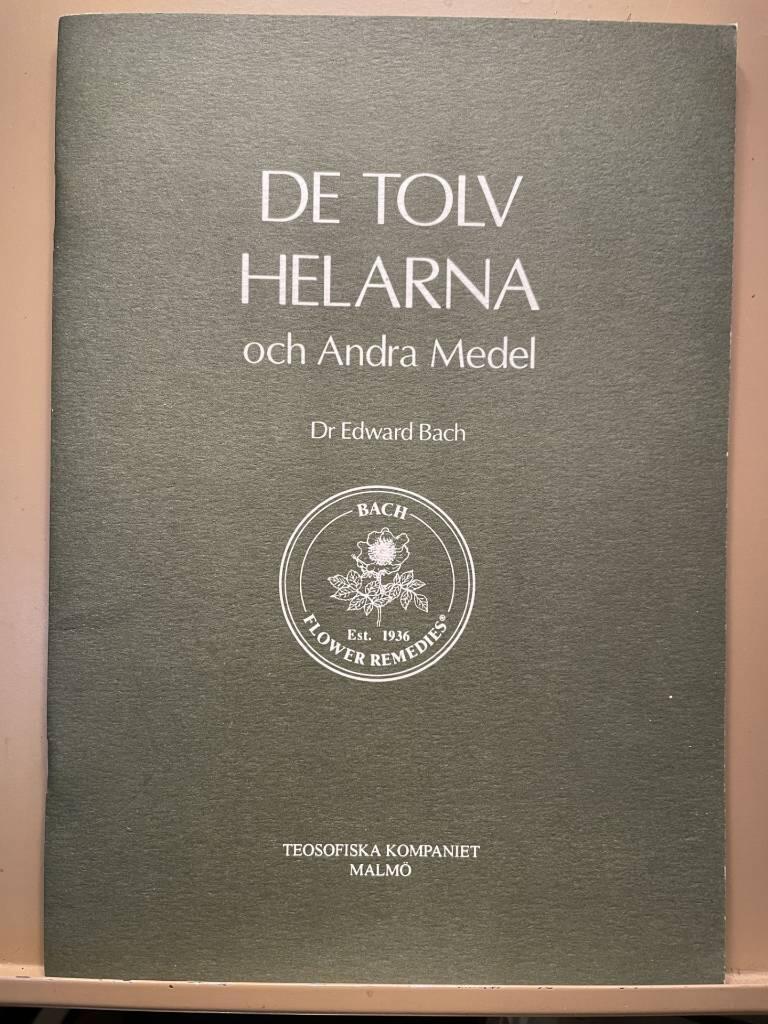 DE TOLV
HELARNA
och Andra Medel
Dr Edward Bach
BACH
Est. 1936
FLOWER REMEDIES®
TEOSOFISKA KOMPANIET
MALMÖ